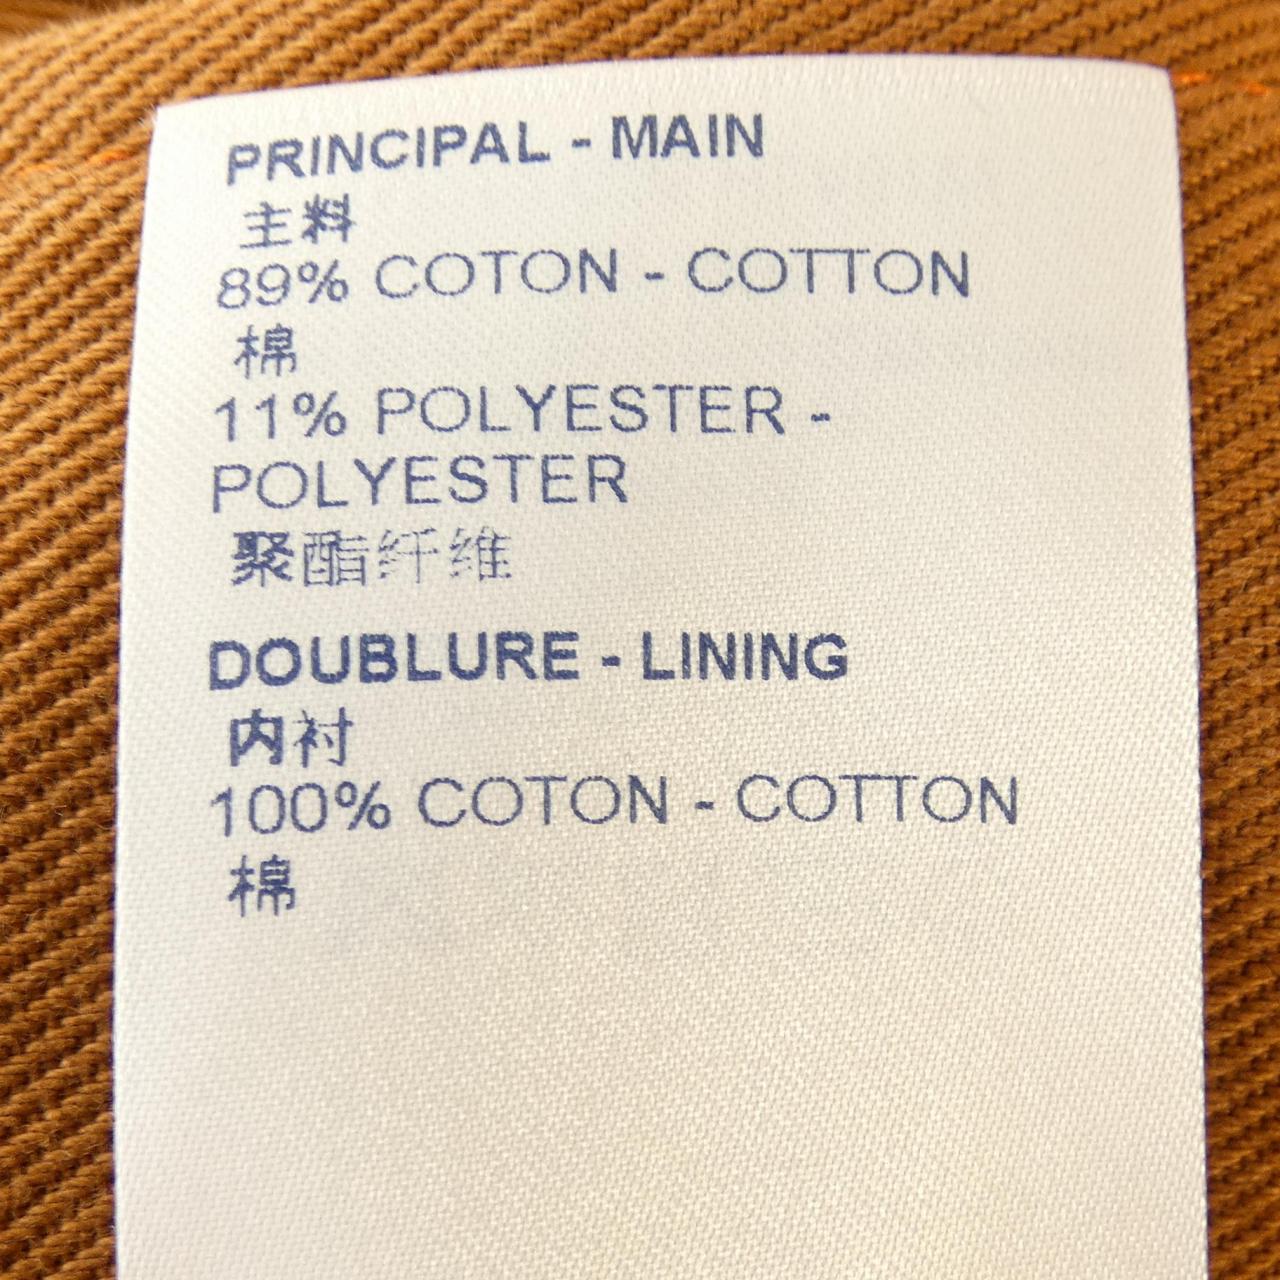 PRINCIPAL - MAIN
主料
89% COTON - COTTON
棉
11% POLYESTER -
POLYESTER
聚酯纤维
DOUBLURE - LINING
内衬
100% COTON - COTTON
棉